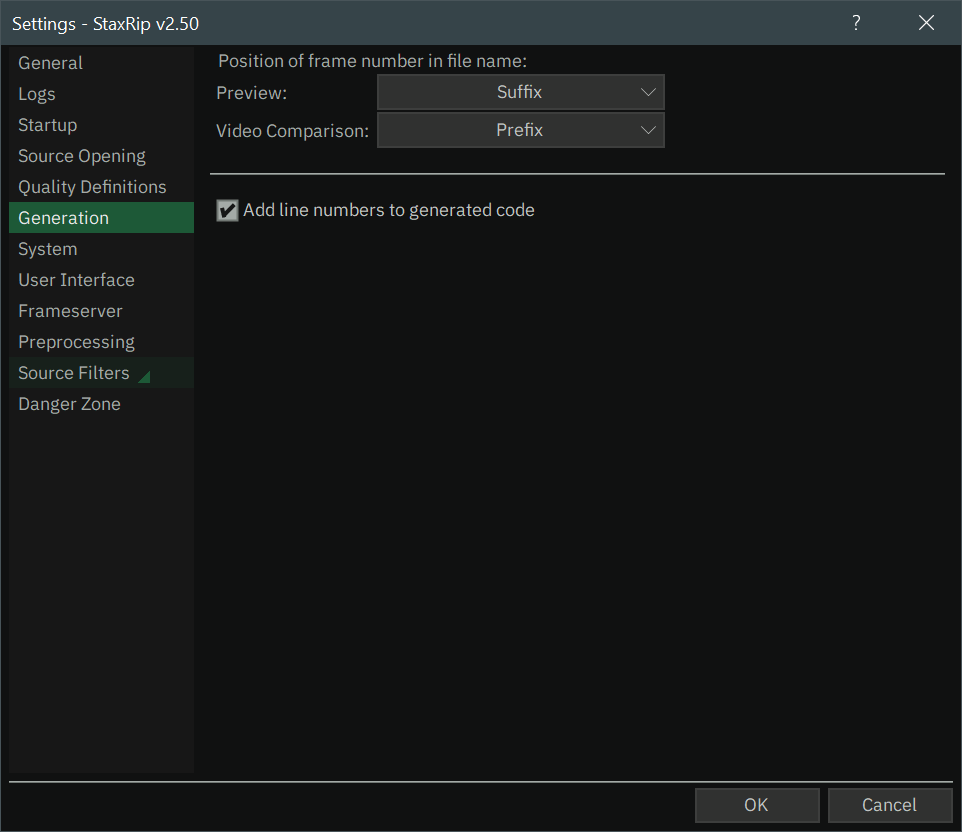 Settings - StaxRip v2.50
?
General
Logs
Startup
Source Opening
Quality Definitions
Generation
System
User Interface
Frameserver
Preprocessing
Source Filters
Danger Zone
Position of frame number in file name:
Preview: Suffix
Video Comparison: Prefix
Add line numbers to generated code
OK Cancel